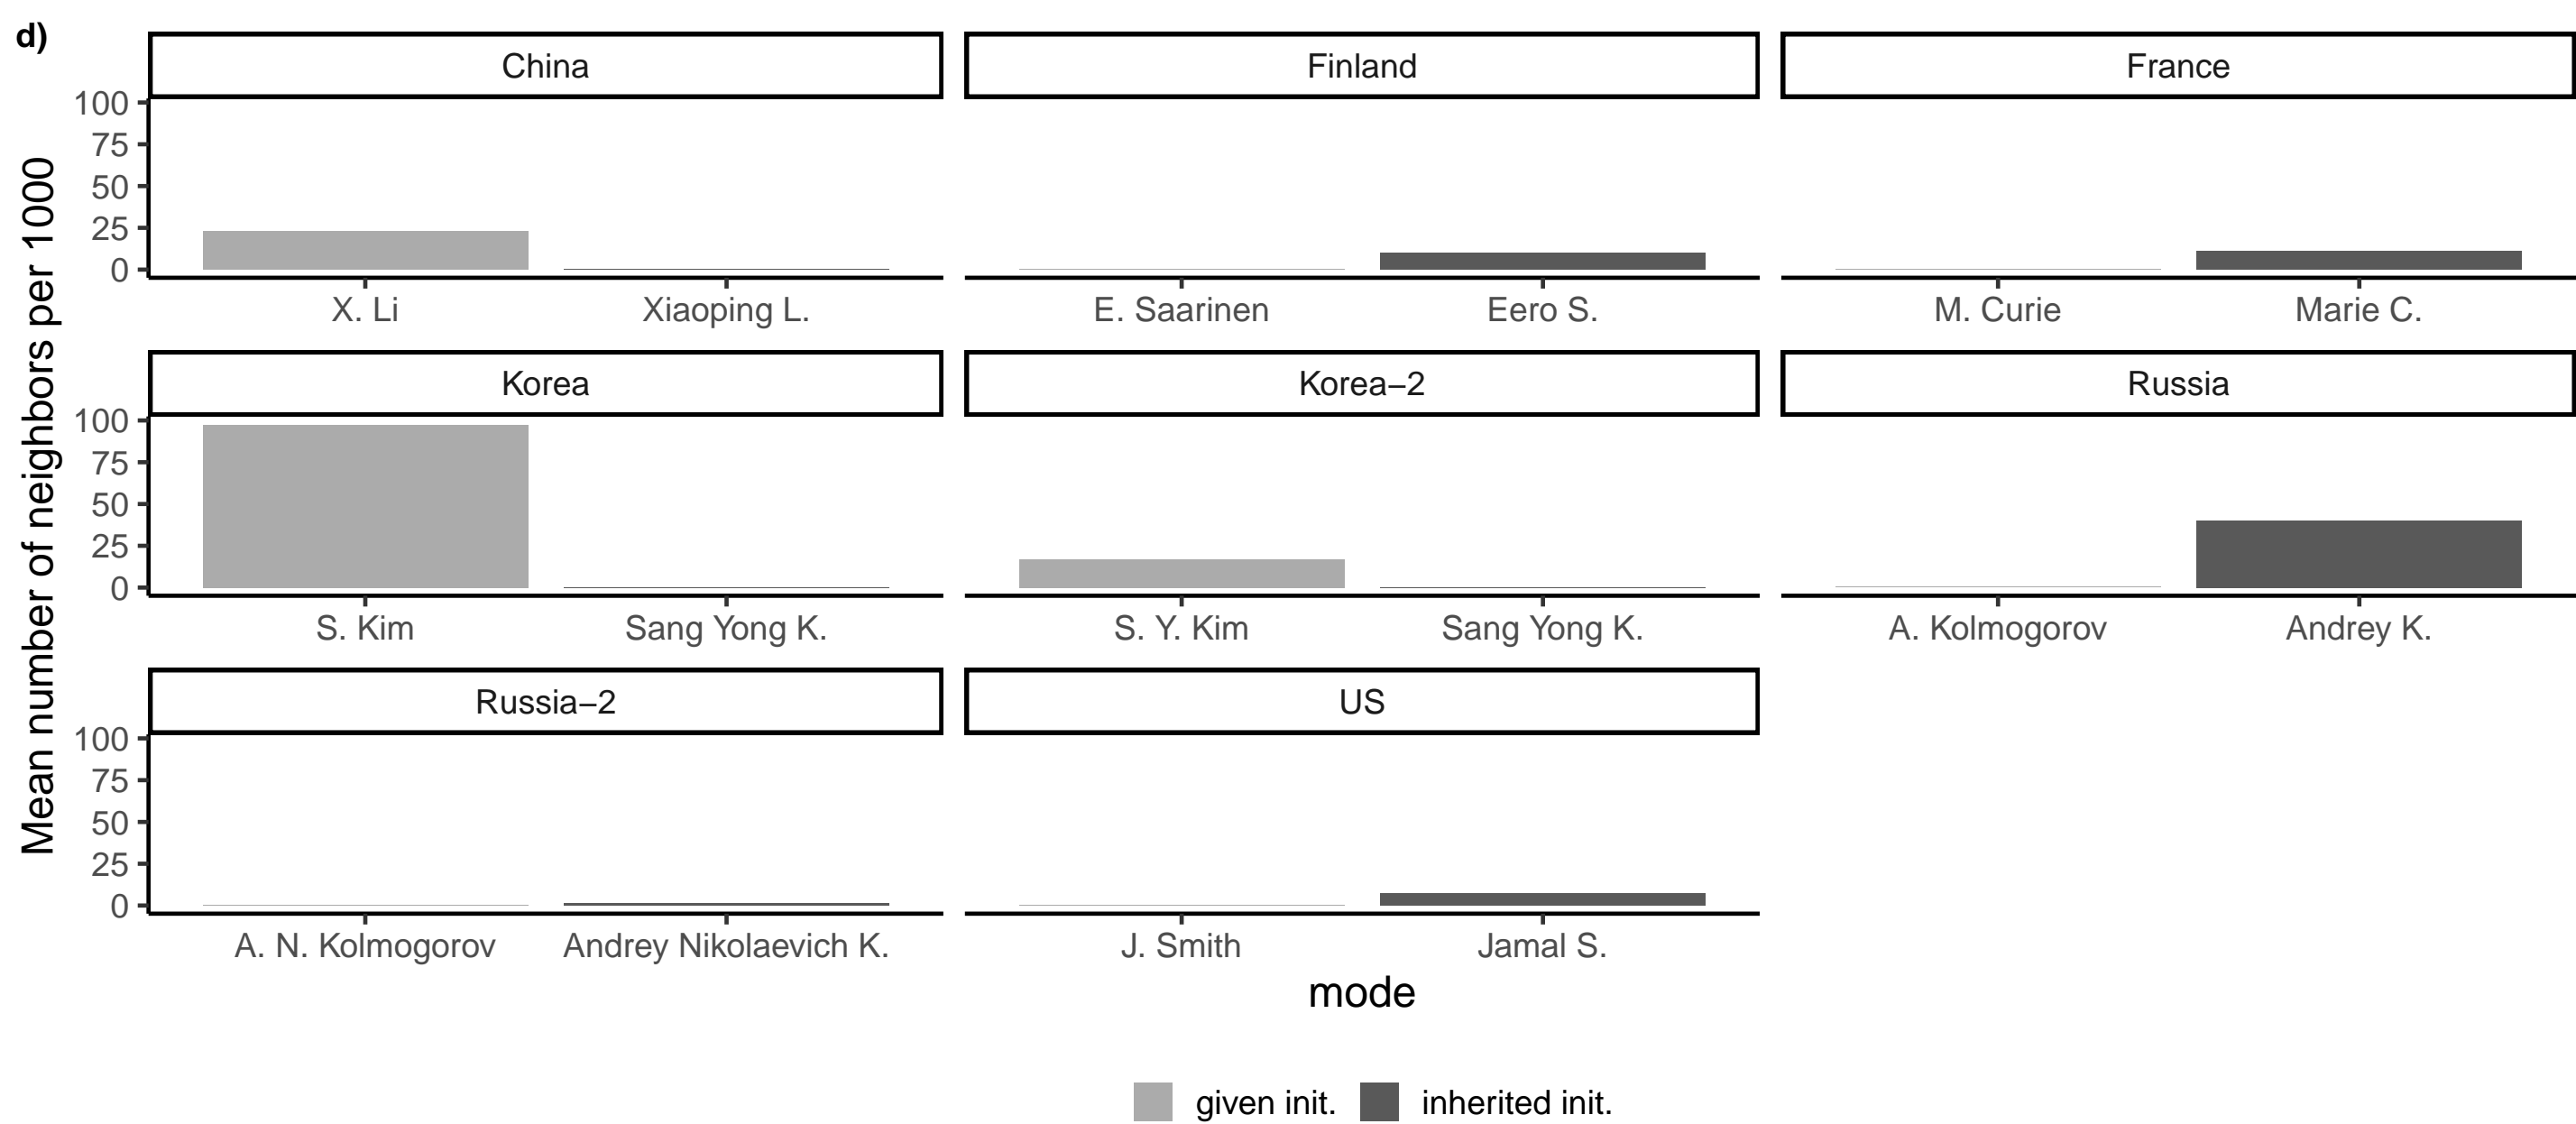 d)
Mean number of neighbors per 1000
China
Finland
France
100
75
50
25
0
X. Li
Xiaoping L.
E. Saarinen
Eero S.
M. Curie
Marie C.
Korea
Korea–2
Russia
100
75
50
25
0
S. Kim
Sang Yong K.
S. Y. Kim
Sang Yong K.
A. Kolmogorov
Andrey K.
Russia–2
US
100
75
50
25
0
A. N. Kolmogorov
Andrey Nikolaevich K.
J. Smith
Jamal S.
mode
given init.
inherited init.